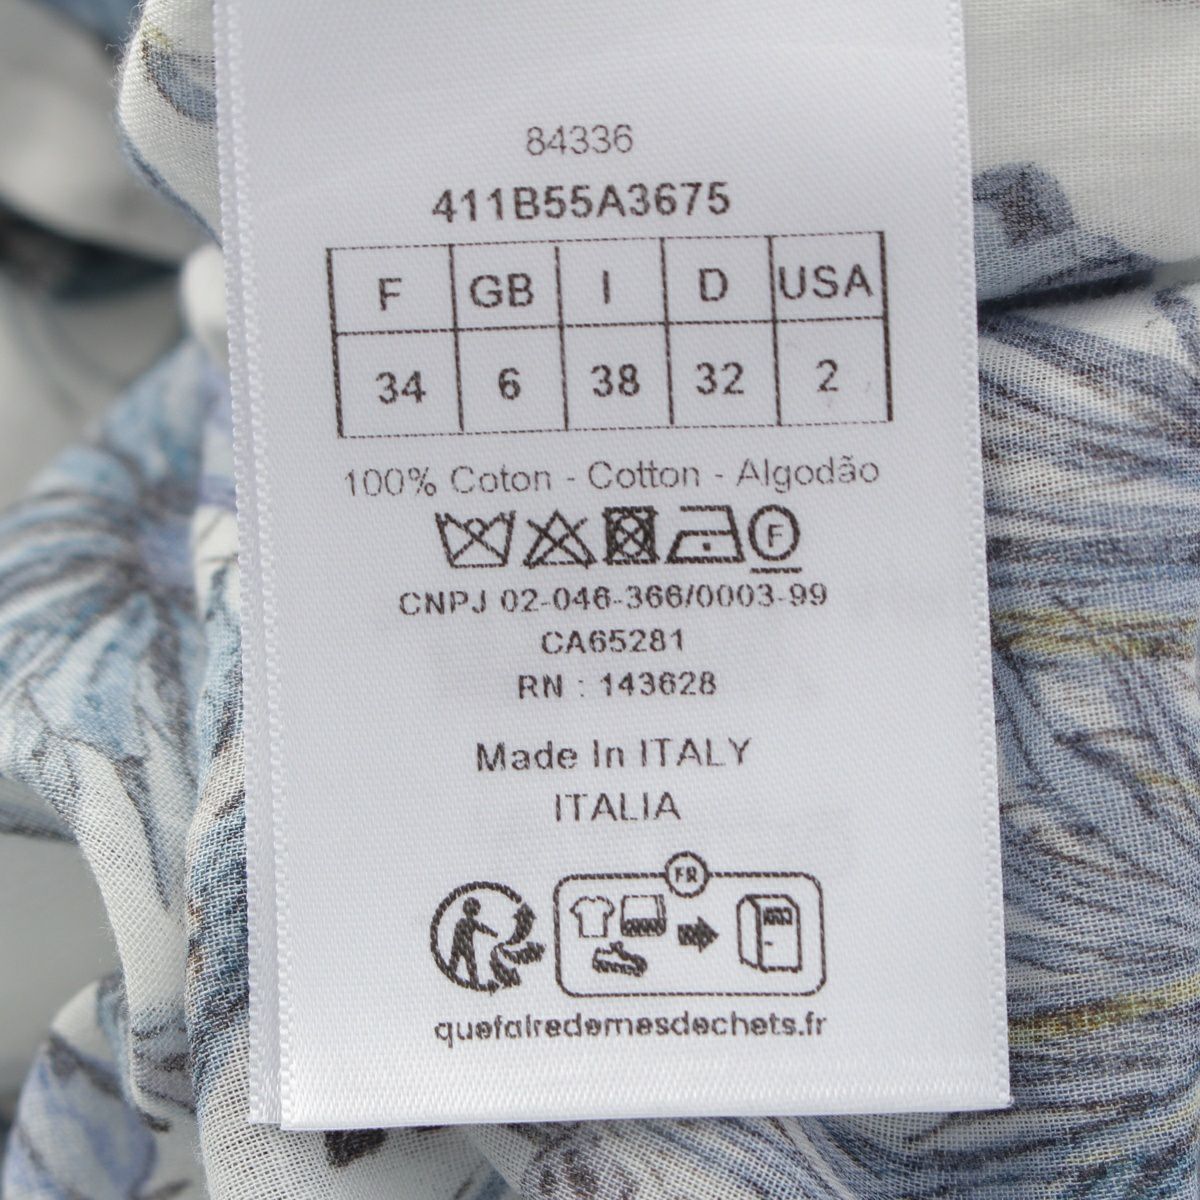 84336
411B55A3675
F GB I D USA
34 6 38 32 2
100% Coton - Cotton - Algodão
F
CNPJ 02-046-366/0003-99
CA65281
RN : 143628
Made In ITALY
ITALIA
FR
quefairedemesdechets.fr